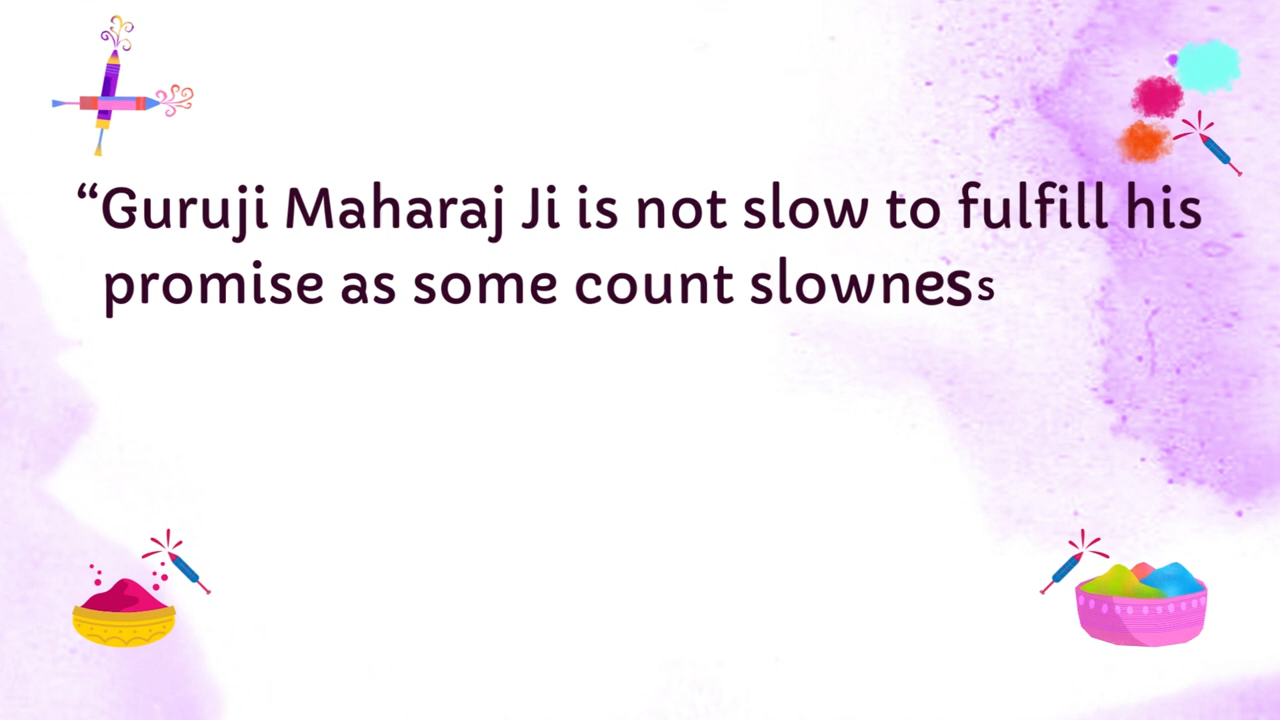 “Guruji Maharaj Ji is not slow to fulfill his
promise as some count slowness